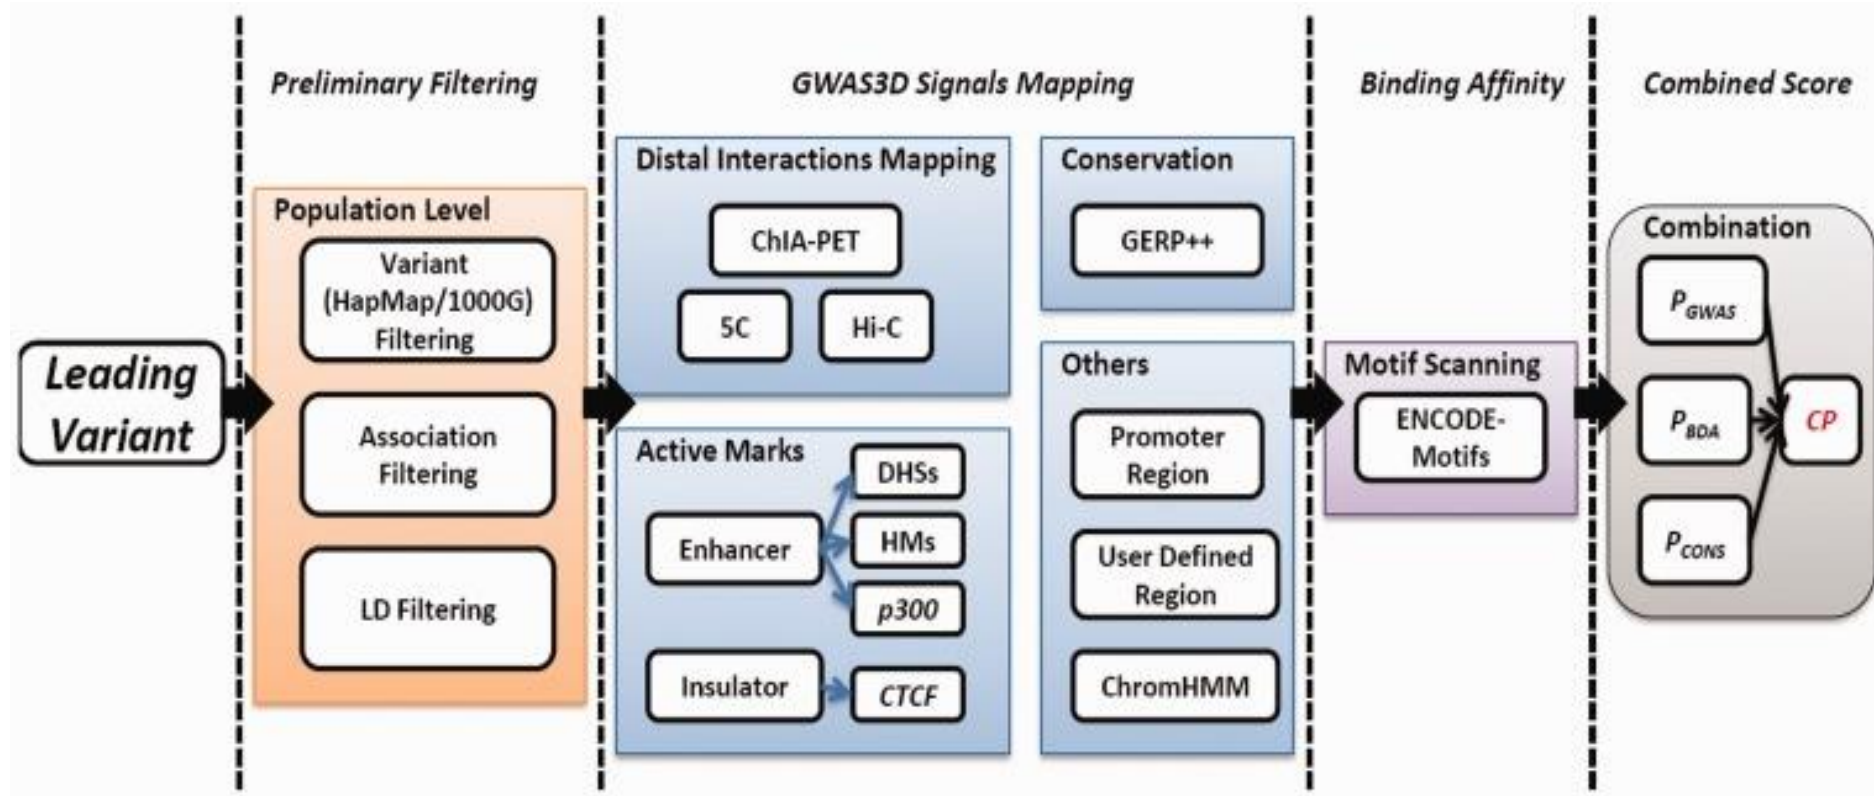 Preliminary Filtering
GWAS3D Signals Mapping
Binding Affinity
Combined Score
Leading
Variant
Population Level
Variant
(HapMap/1000G)
Filtering
Association
Filtering
LD Filtering
Distal Interactions Mapping
ChIA-PET
5C
Hi-C
Active Marks
Enhancer
DHSs
HMs
p300
Insulator
CTCF
Conservation
GERP++
Others
Promoter
Region
User Defined
Region
ChromHMM
Motif Scanning
ENCODE-
Motifs
Combination
PGWAS
PBDA
PCONS
CP